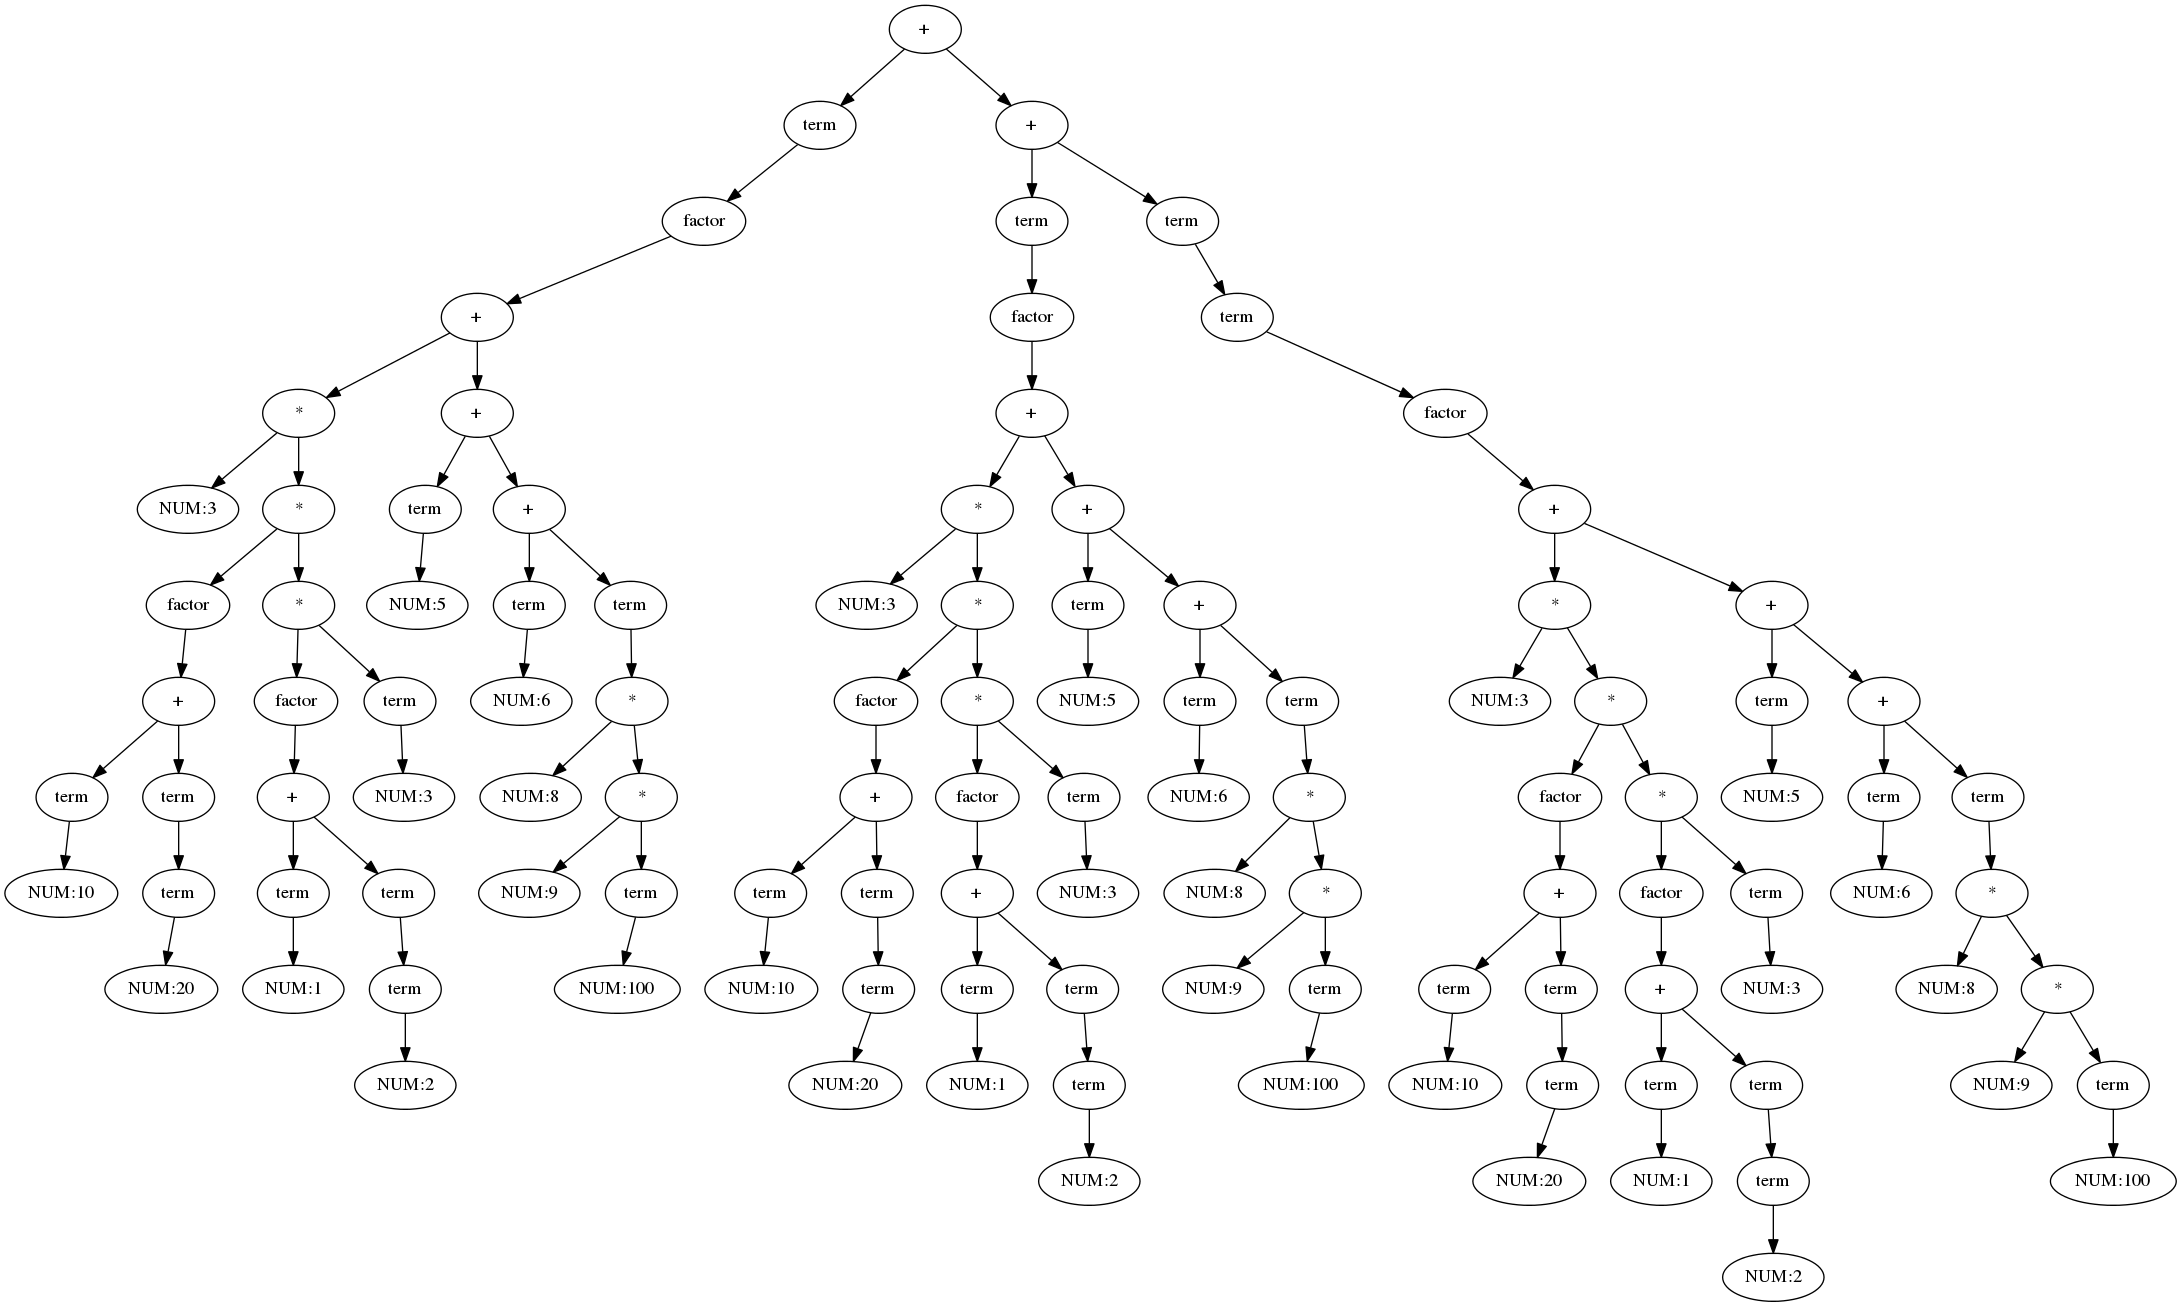 +
term +
factor term term
+ factor term
* + + factor
NUM:3 * term + * + +
factor * NUM:5 term term NUM:3 * term + * +
+ factor term NUM:6 * factor * NUM:5 term term NUM:3 * term +
term term + NUM:3 NUM:8 * + factor term NUM:6 * factor * NUM:5 term term
NUM:10 term term term NUM:9 term term term + NUM:3 NUM:8 * + factor term NUM:6 *
NUM:20 NUM:1 term NUM:100 NUM:10 term term term NUM:9 term term term + NUM:3 NUM:8 *
NUM:2 NUM:20 NUM:1 term NUM:100 NUM:10 term term term NUM:9 term
NUM:2 NUM:20 NUM:1 term NUM:100
NUM:2